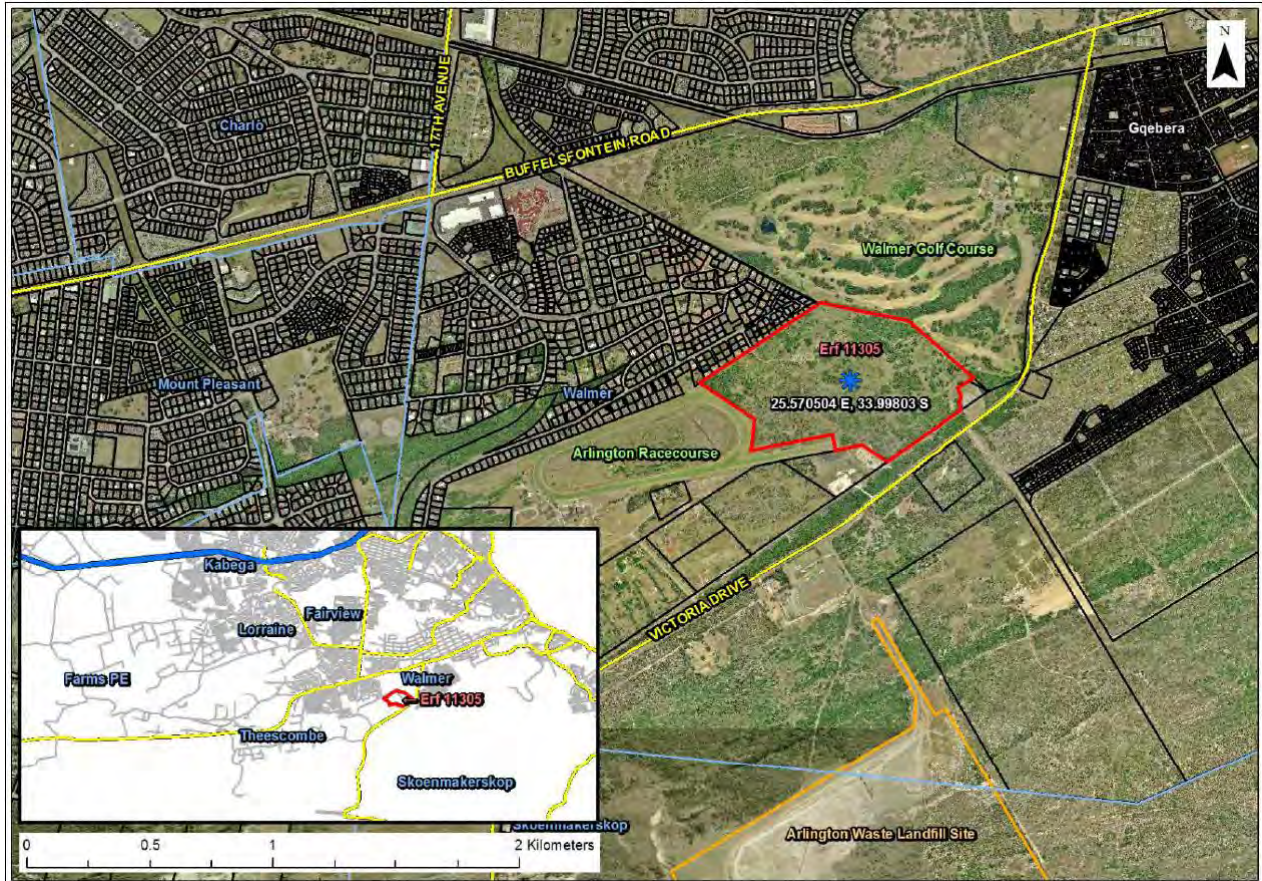 N
Charlo
17TH AVENUE
Gqebera
BUFFELSFONTEIN ROAD
Walmer Golf Course
Erf 11305
Mount Pleasant
Walmer
25.570504 E, 33.99803 S
Arlington Racecourse
VICTORIA DRIVE
Kabega
Fairview
Lorraine
Farms PE
Walmer
Erf 11305
Theescombe
Skoenmakerskop
Skoenmakerskop
Arlington Waste Landfill Site
0 0.5 1 2 Kilometers